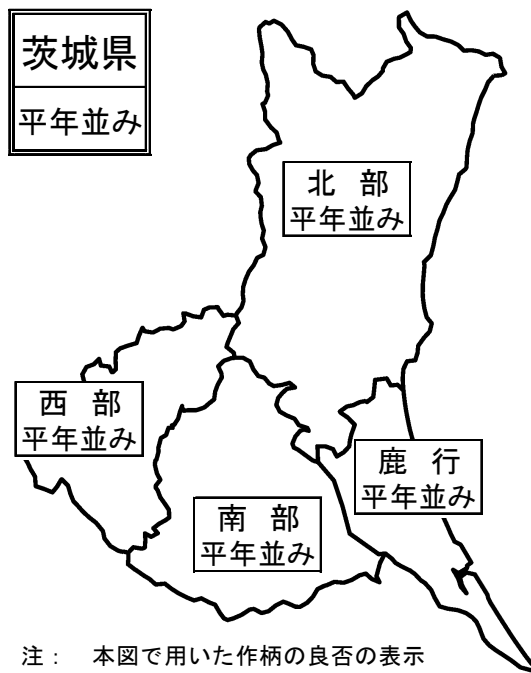 茨城県
平年並み
北 部
平年並み
西 部
平年並み
鹿 行
平年並み
南 部
平年並み
注： 本図で用いた作柄の良否の表示